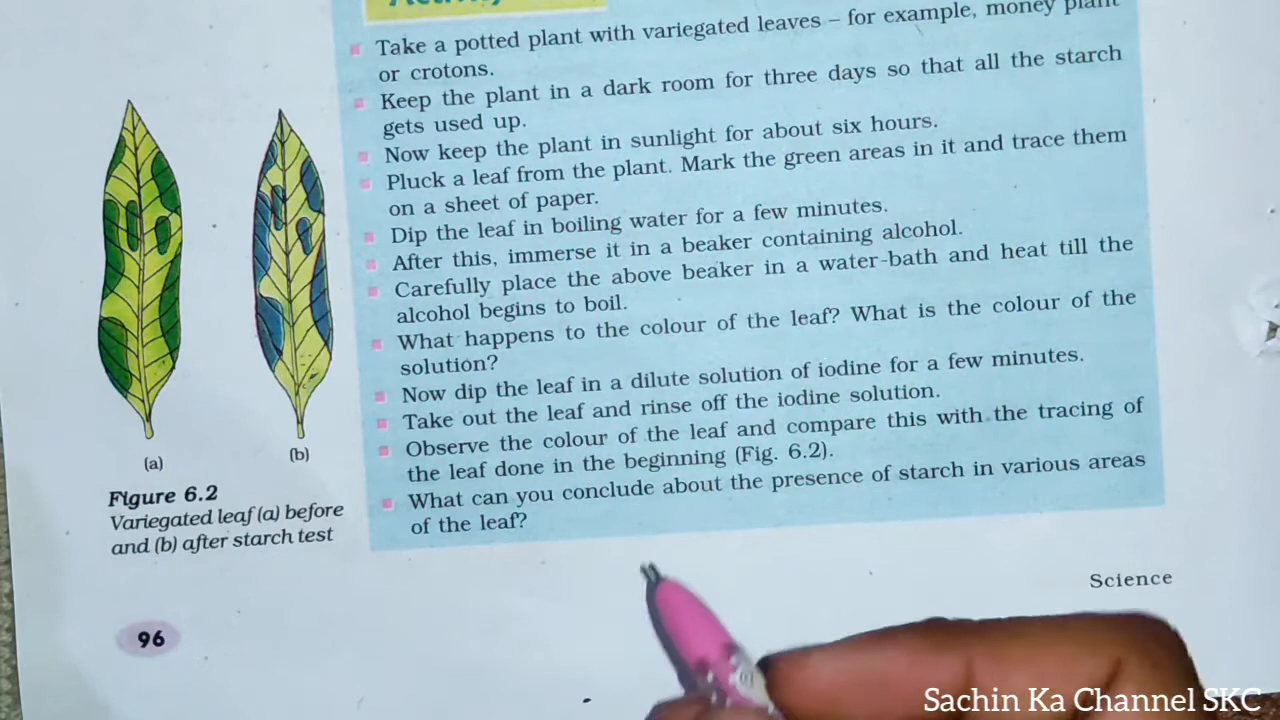 Take a potted plant with variegated leaves – for example, money plant
or crotons.
Keep the plant in a dark room for three days so that all the starch
gets used up.
Now keep the plant in sunlight for about six hours.
Pluck a leaf from the plant. Mark the green areas in it and trace them
on a sheet of paper.
Dip the leaf in boiling water for a few minutes.
After this, immerse it in a beaker containing alcohol.
Carefully place the above beaker in a water-bath and heat till the
alcohol begins to boil.
What happens to the colour of the leaf? What is the colour of the
solution?
Now dip the leaf in a dilute solution of iodine for a few minutes.
Take out the leaf and rinse off the iodine solution.
Observe the colour of the leaf and compare this with the tracing of
the leaf done in the beginning (Fig. 6.2).
What can you conclude about the presence of starch in various areas
of the leaf?
(a)
(b)
Figure 6.2
Variegated leaf (a) before
and (b) after starch test
Science
96
Sachin Ka Channel SKC